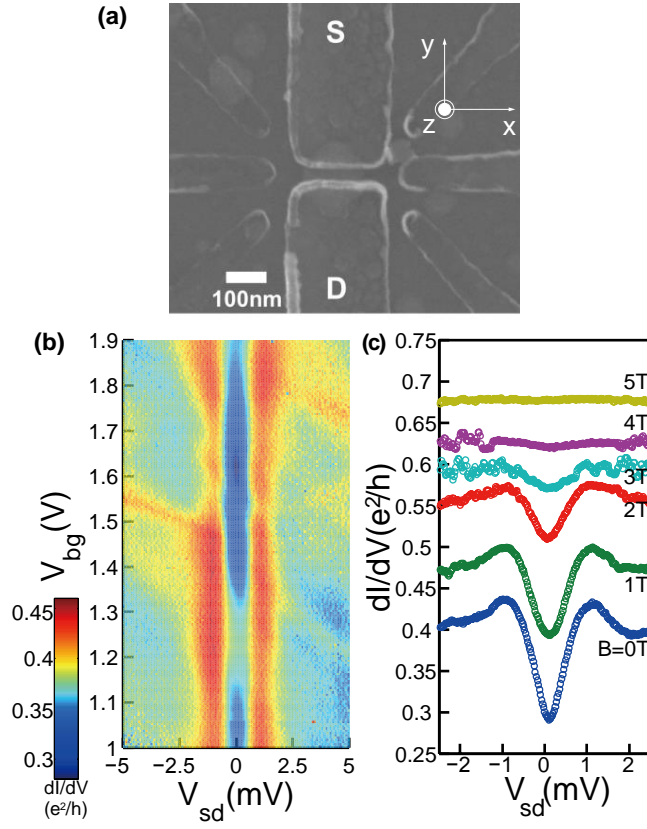 (a)
S
y
z
x
100nm
D
(b)
1.9
1.8
1.7
1.6
1.5
1.4
1.3
1.2
1.1
1
V_bg(V)
−5
−2.5
0
2.5
5
V_sd(mV)
0.45
0.4
0.35
0.3
dI/dV
(e²/h)
(c)
0.75
0.7
0.65
0.6
0.55
0.5
0.45
0.4
0.35
0.3
0.25
dI/dV(e²/h)
5T
4T
3T
2T
1T
B=0T
−2
−1
0
1
2
V_sd(mV)